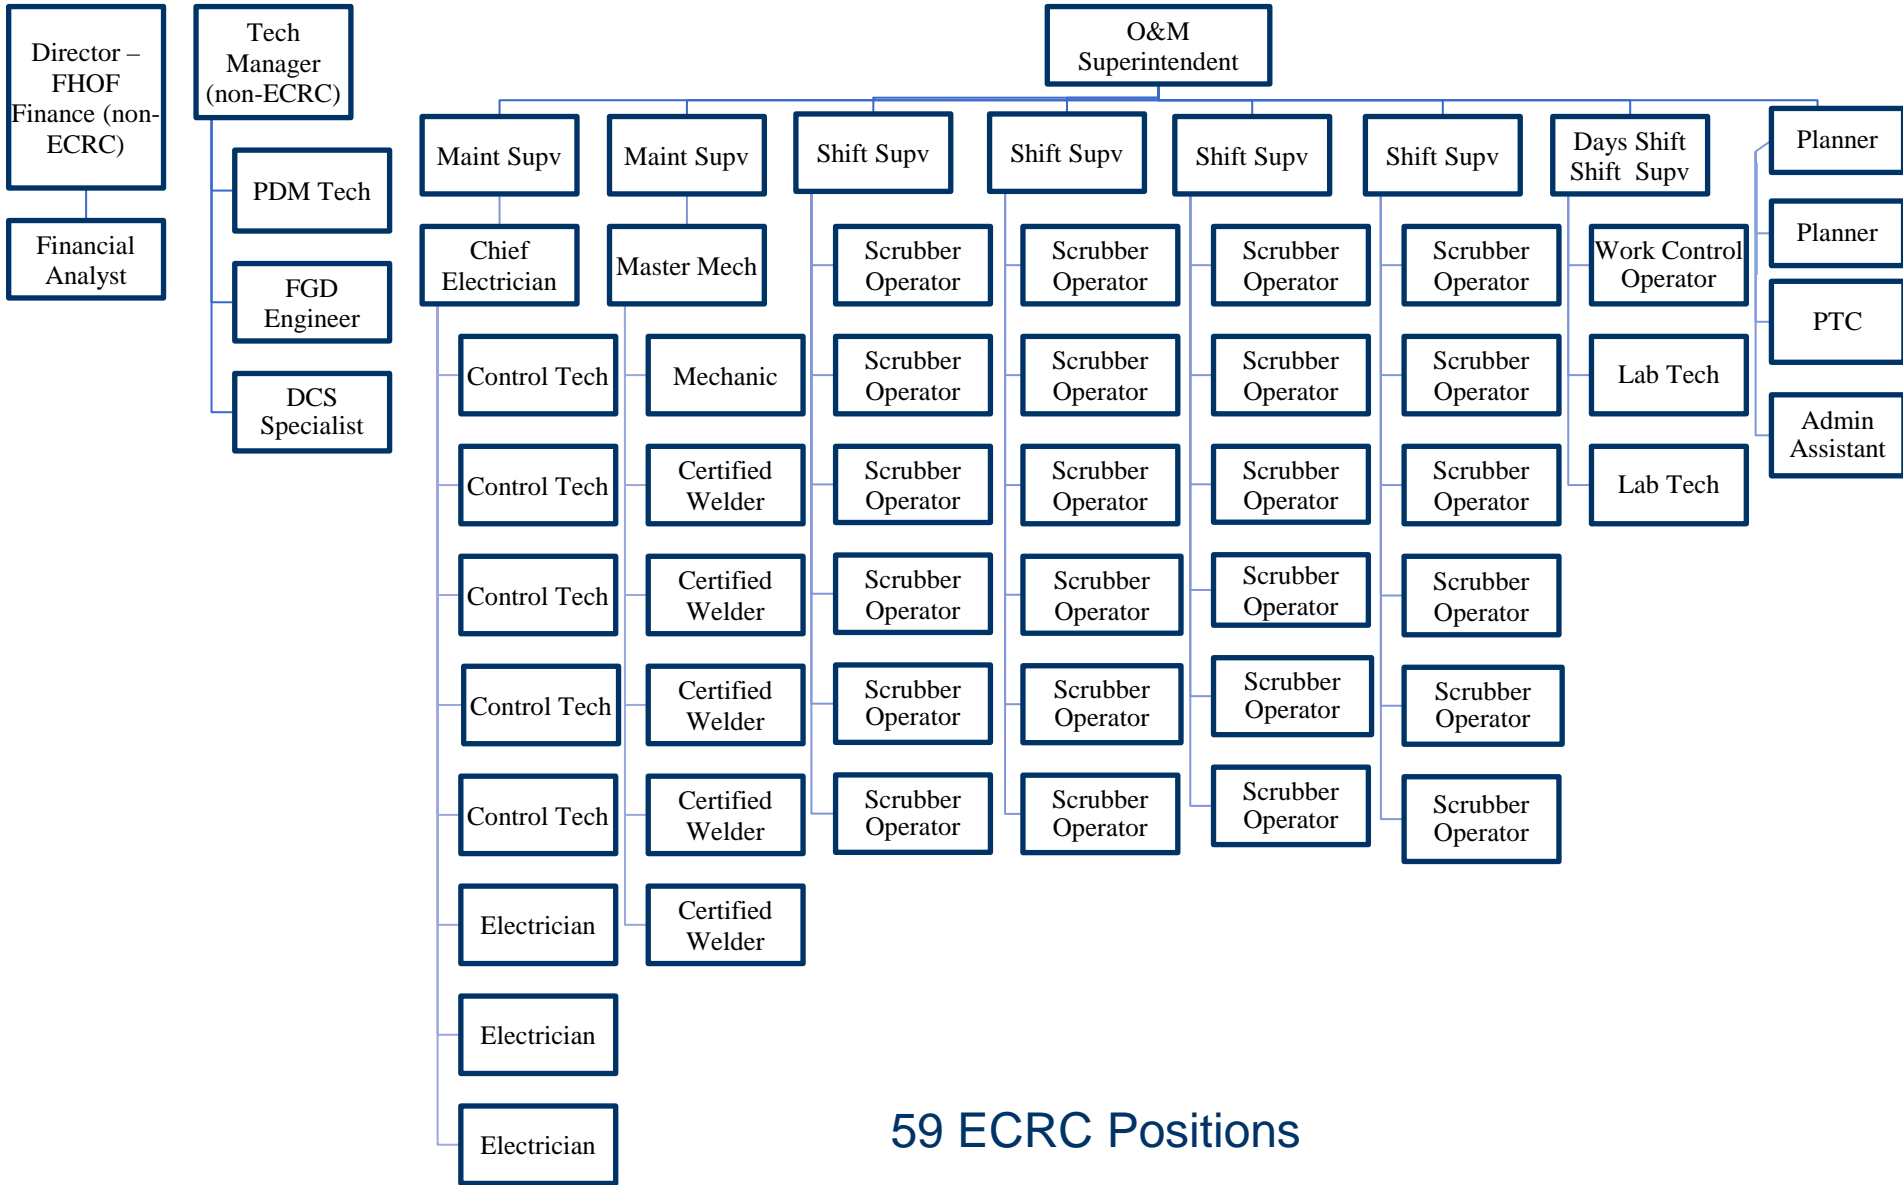 Director –
FHOF
Finance (non-
ECRC)
Financial
Analyst
Tech
Manager
(non-ECRC)
PDM Tech
FGD
Engineer
DCS
Specialist
O&M
Superintendent
Maint Supv
Chief
Electrician
Control Tech
Control Tech
Control Tech
Control Tech
Control Tech
Electrician
Electrician
Electrician
Maint Supv
Master Mech
Mechanic
Certified
Welder
Certified
Welder
Certified
Welder
Certified
Welder
Certified
Welder
Shift Supv
Scrubber
Operator
Scrubber
Operator
Scrubber
Operator
Scrubber
Operator
Scrubber
Operator
Scrubber
Operator
Shift Supv
Scrubber
Operator
Scrubber
Operator
Scrubber
Operator
Scrubber
Operator
Scrubber
Operator
Scrubber
Operator
Shift Supv
Scrubber
Operator
Scrubber
Operator
Scrubber
Operator
Scrubber
Operator
Scrubber
Operator
Scrubber
Operator
Shift Supv
Scrubber
Operator
Scrubber
Operator
Scrubber
Operator
Scrubber
Operator
Scrubber
Operator
Scrubber
Operator
Days Shift
Shift Supv
Work Control
Operator
Lab Tech
Lab Tech
Planner
Planner
PTC
Admin
Assistant
59 ECRC Positions